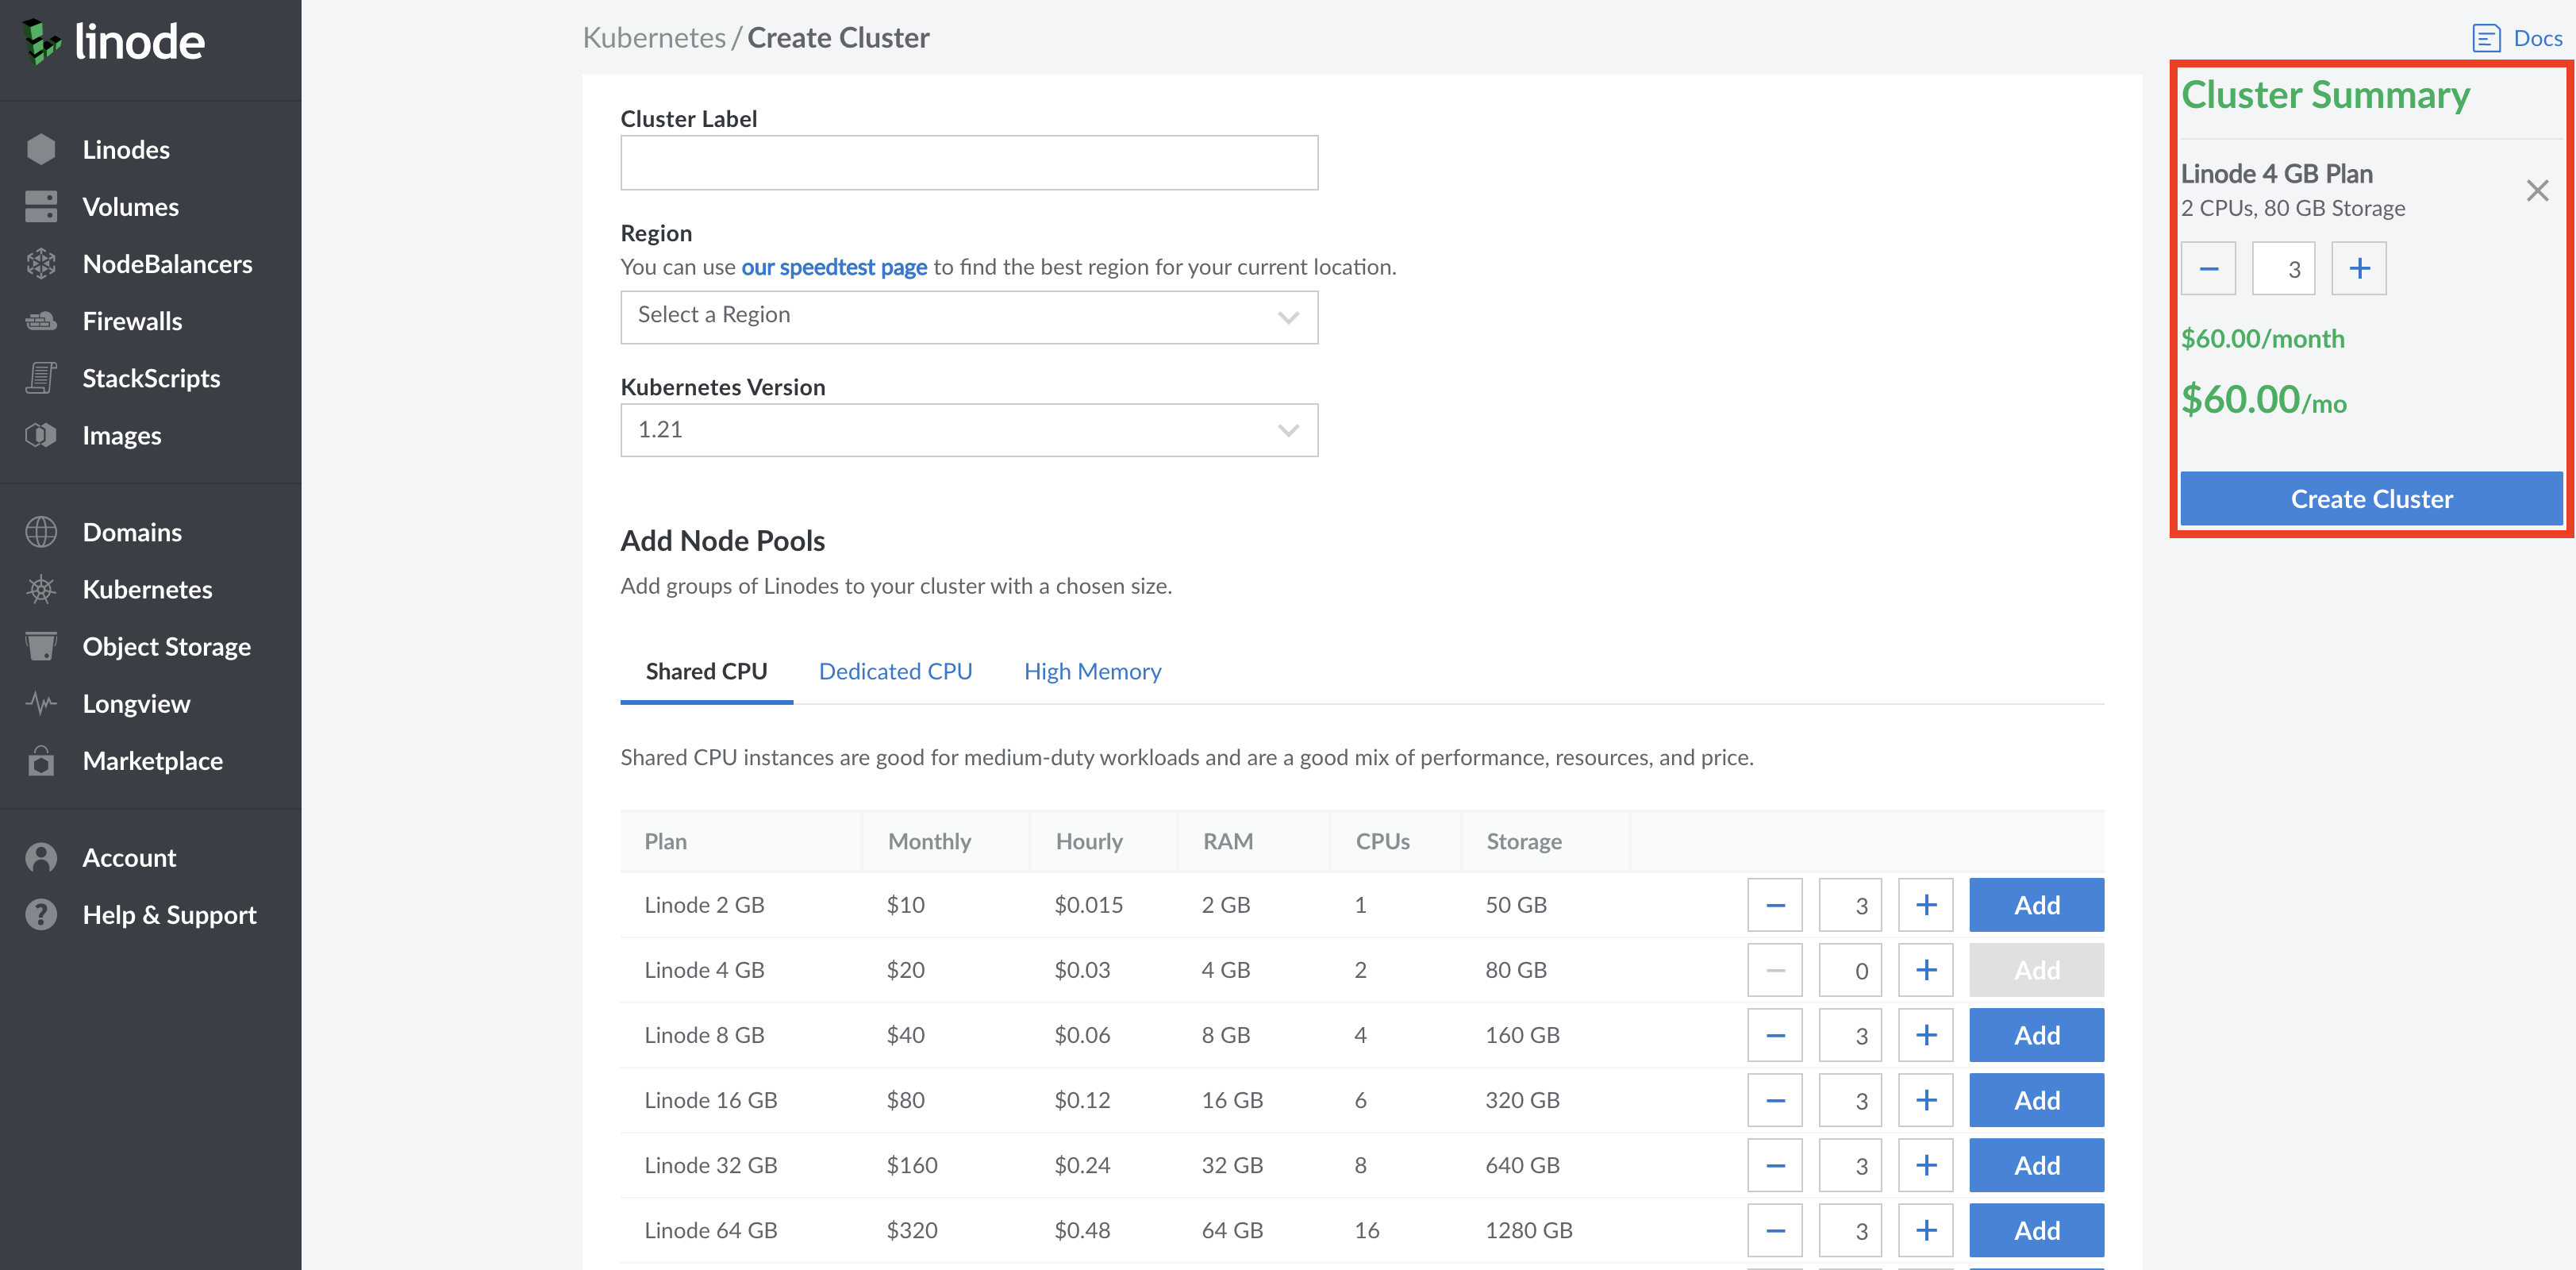 linode
Linodes
Volumes
NodeBalancers
Firewalls
StackScripts
Images
Domains
Kubernetes
Object Storage
Longview
Marketplace
Account
Help & Support
Kubernetes / Create Cluster
Docs
Cluster Label
Region
You can use our speedtest page to find the best region for your current location.
Select a Region
Kubernetes Version
1.21
Add Node Pools
Add groups of Linodes to your cluster with a chosen size.
Shared CPU Dedicated CPU High Memory
Shared CPU instances are good for medium-duty workloads and are a good mix of performance, resources, and price.
Plan Monthly Hourly RAM CPUs Storage
Linode 2 GB $10 $0.015 2 GB 1 50 GB − 3 + Add
Linode 4 GB $20 $0.03 4 GB 2 80 GB − 0 + Add
Linode 8 GB $40 $0.06 8 GB 4 160 GB − 3 + Add
Linode 16 GB $80 $0.12 16 GB 6 320 GB − 3 + Add
Linode 32 GB $160 $0.24 32 GB 8 640 GB − 3 + Add
Linode 64 GB $320 $0.48 64 GB 16 1280 GB − 3 + Add
Cluster Summary
Linode 4 GB Plan
2 CPUs, 80 GB Storage
− 3 +
$60.00/month
$60.00/mo
Create Cluster